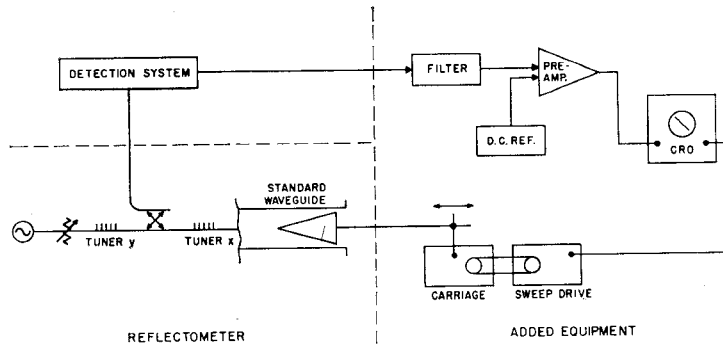 DETECTION SYSTEM
FILTER
PRE-
AMP.
D.C. REF.
CRO
STANDARD
WAVEGUIDE
TUNER y
TUNER x
CARRIAGE
SWEEP DRIVE
REFLECTOMETER
ADDED EQUIPMENT